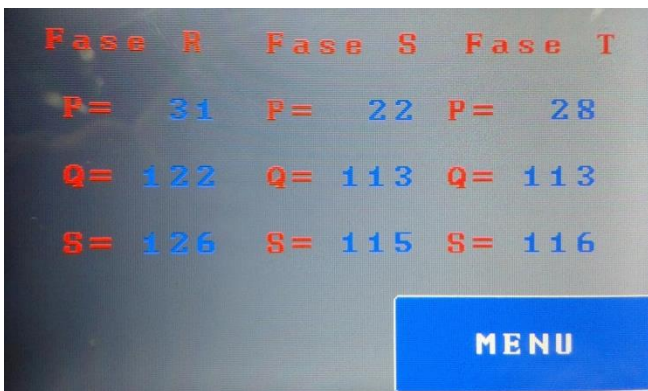 Fase R Fase S Fase T
P= 31 P= 22 P= 28
Q= 122 Q= 113 Q= 113
S= 126 S= 115 S= 116
MENU